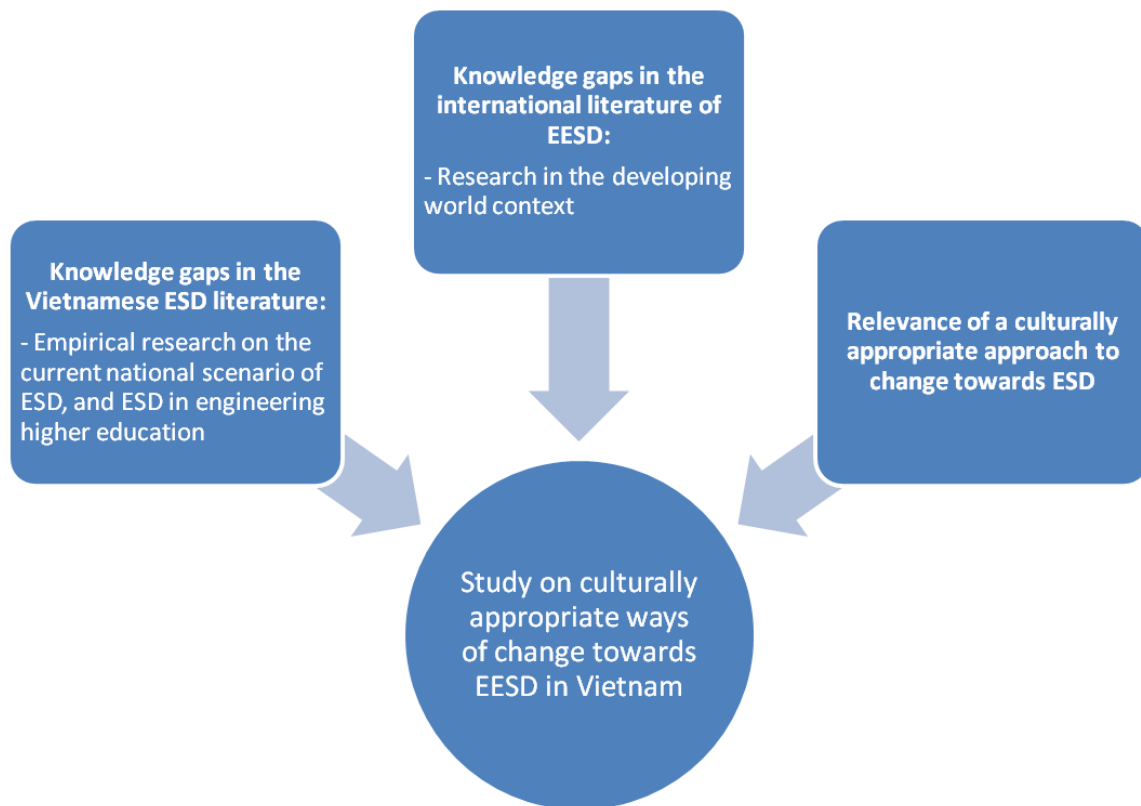 Knowledge gaps in the
international literature of
EESD:
- Research in the developing
world context
Knowledge gaps in the
Vietnamese ESD literature:
- Empirical research on the
current national scenario of
ESD, and ESD in engineering
higher education
Relevance of a culturally
appropriate approach to
change towards ESD
Study on culturally
appropriate ways
of change towards
EESD in Vietnam